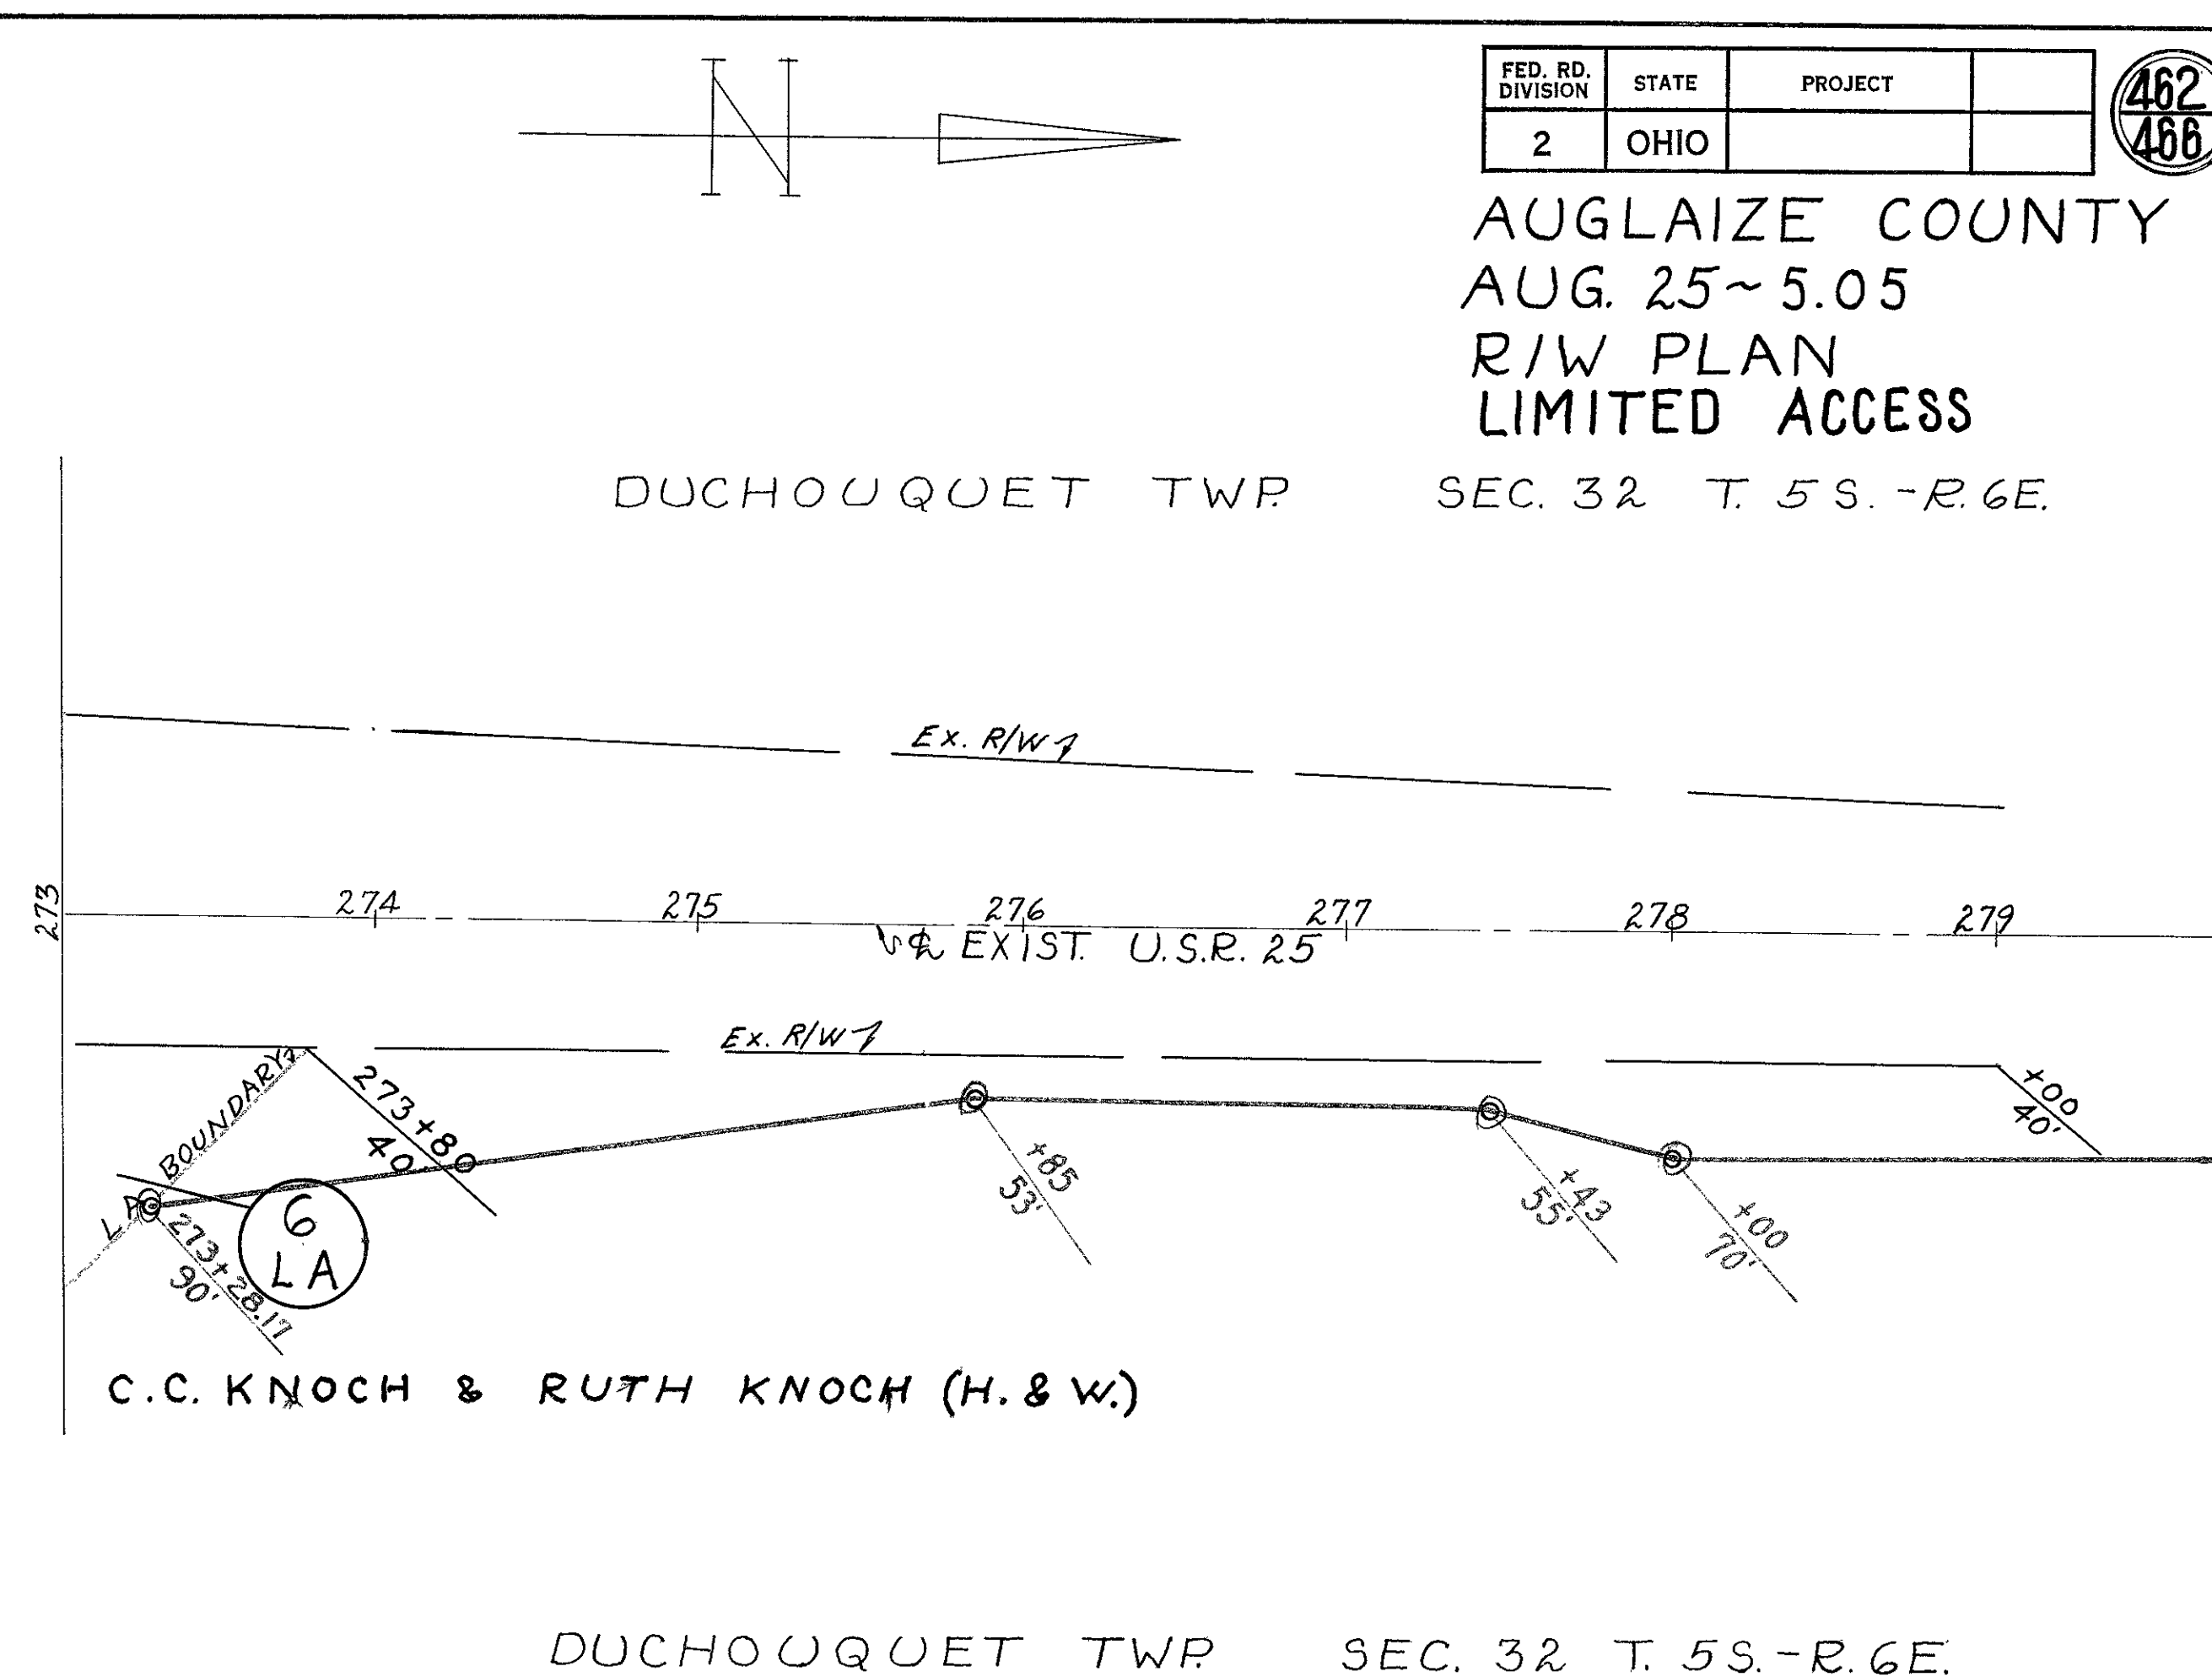 N
FED. RD. DIVISION STATE PROJECT
2 OHIO
462
466
AUGLAIZE COUNTY
AUG. 25~5.05
R/W PLAN
LIMITED ACCESS
DUCHOUQUET TWP. SEC. 32 T. 5 S.-R. 6E.
Ex. R/W
273 274 275 276 277 278 279
℄ EXIST. U.S.R. 25
Ex. R/W
BOUNDARY
273+80
40
+85
53'
+43
55'
+00
70'
+00
40'
LA
273+28.17
90'
6
LA
C.C. KNOCH & RUTH KNOCH (H. & W.)
DUCHOUQUET TWP. SEC. 32 T. 5S.-R. 6E.